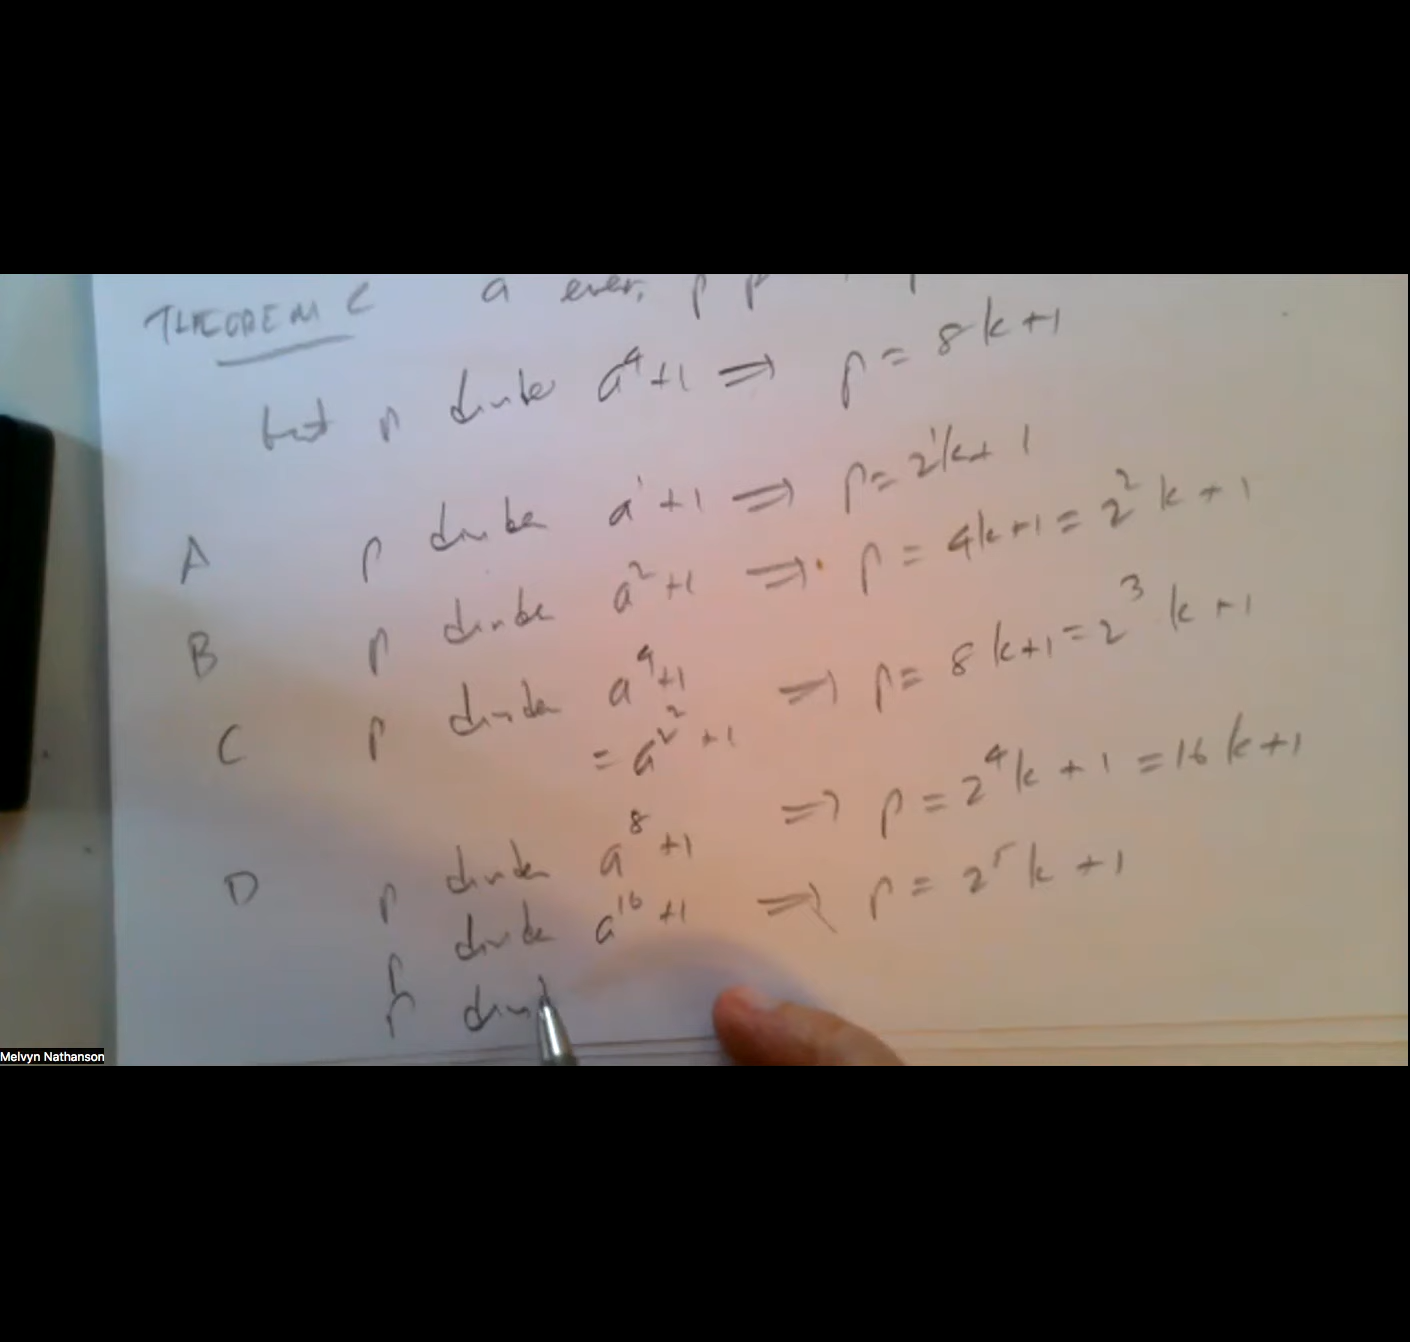 THEOREM C a even, p
but p divides a⁴+1 ⇒ p = 8k+1
A p divides a¹+1 ⇒ p = 2¹k+1
B p divides a²+1 ⇒ p = 4k+1 = 2²k+1
C p divides a⁴+1 ⇒ p = 8k+1 = 2³k+1
= a^2^2 +1
D p divides a⁸+1 ⇒ p = 2⁴k+1 = 16k+1
p divides a¹⁶+1 ⇒ p = 2⁵k+1
p divid
Melvyn Nathanson